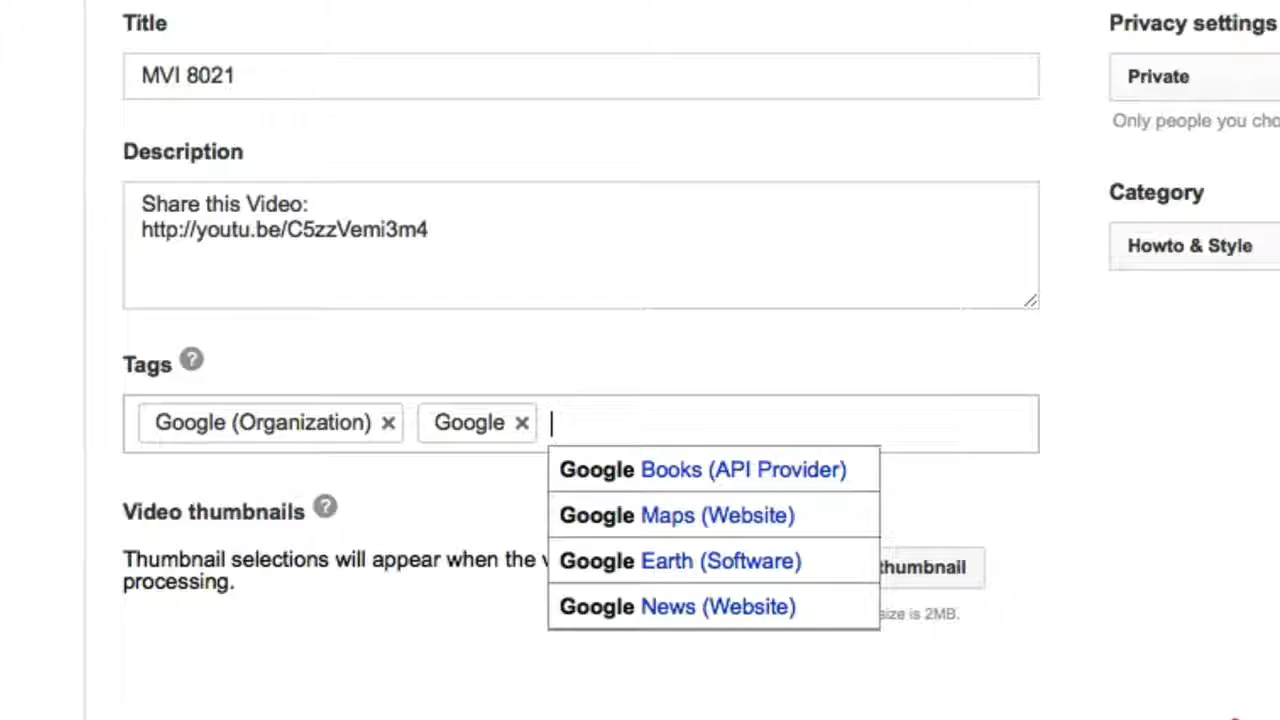 Title
MVI 8021
Description
Share this Video:
http://youtu.be/C5zzVemi3m4
Tags ?
Google (Organization) × Google ×
Google Books (API Provider)
Google Maps (Website)
Google Earth (Software)
Google News (Website)
Video thumbnails ?
Thumbnail selections will appear when the
processing.
thumbnail
size is 2MB.
Privacy settings
Private
Only people you cho
Category
Howto & Style